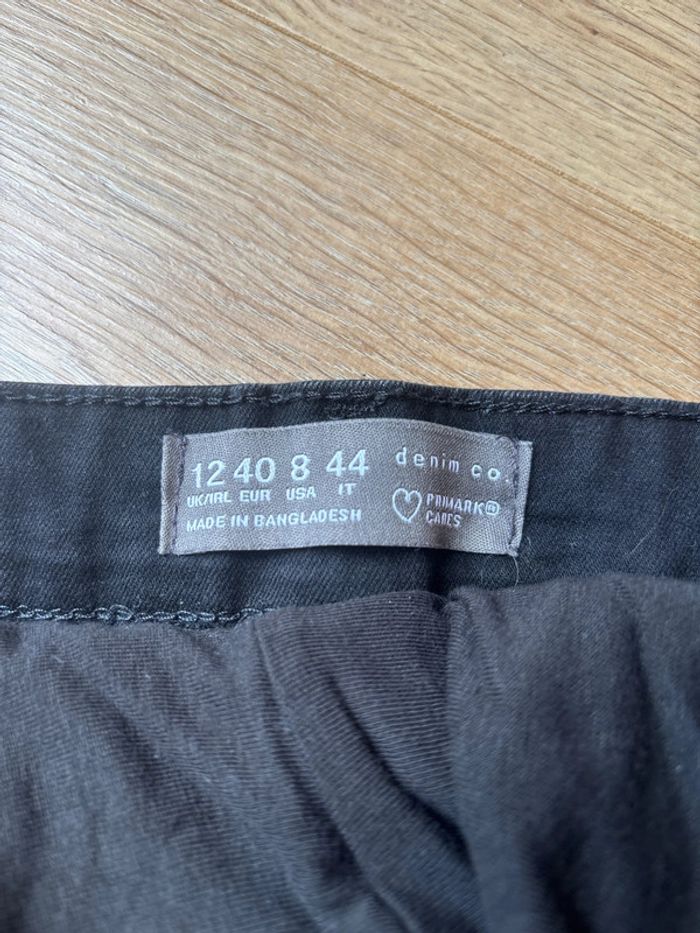 12 40 8 44
UK/IRL EUR USA IT
MADE IN BANGLADESH
denim co.
PRIMARK®
CARES